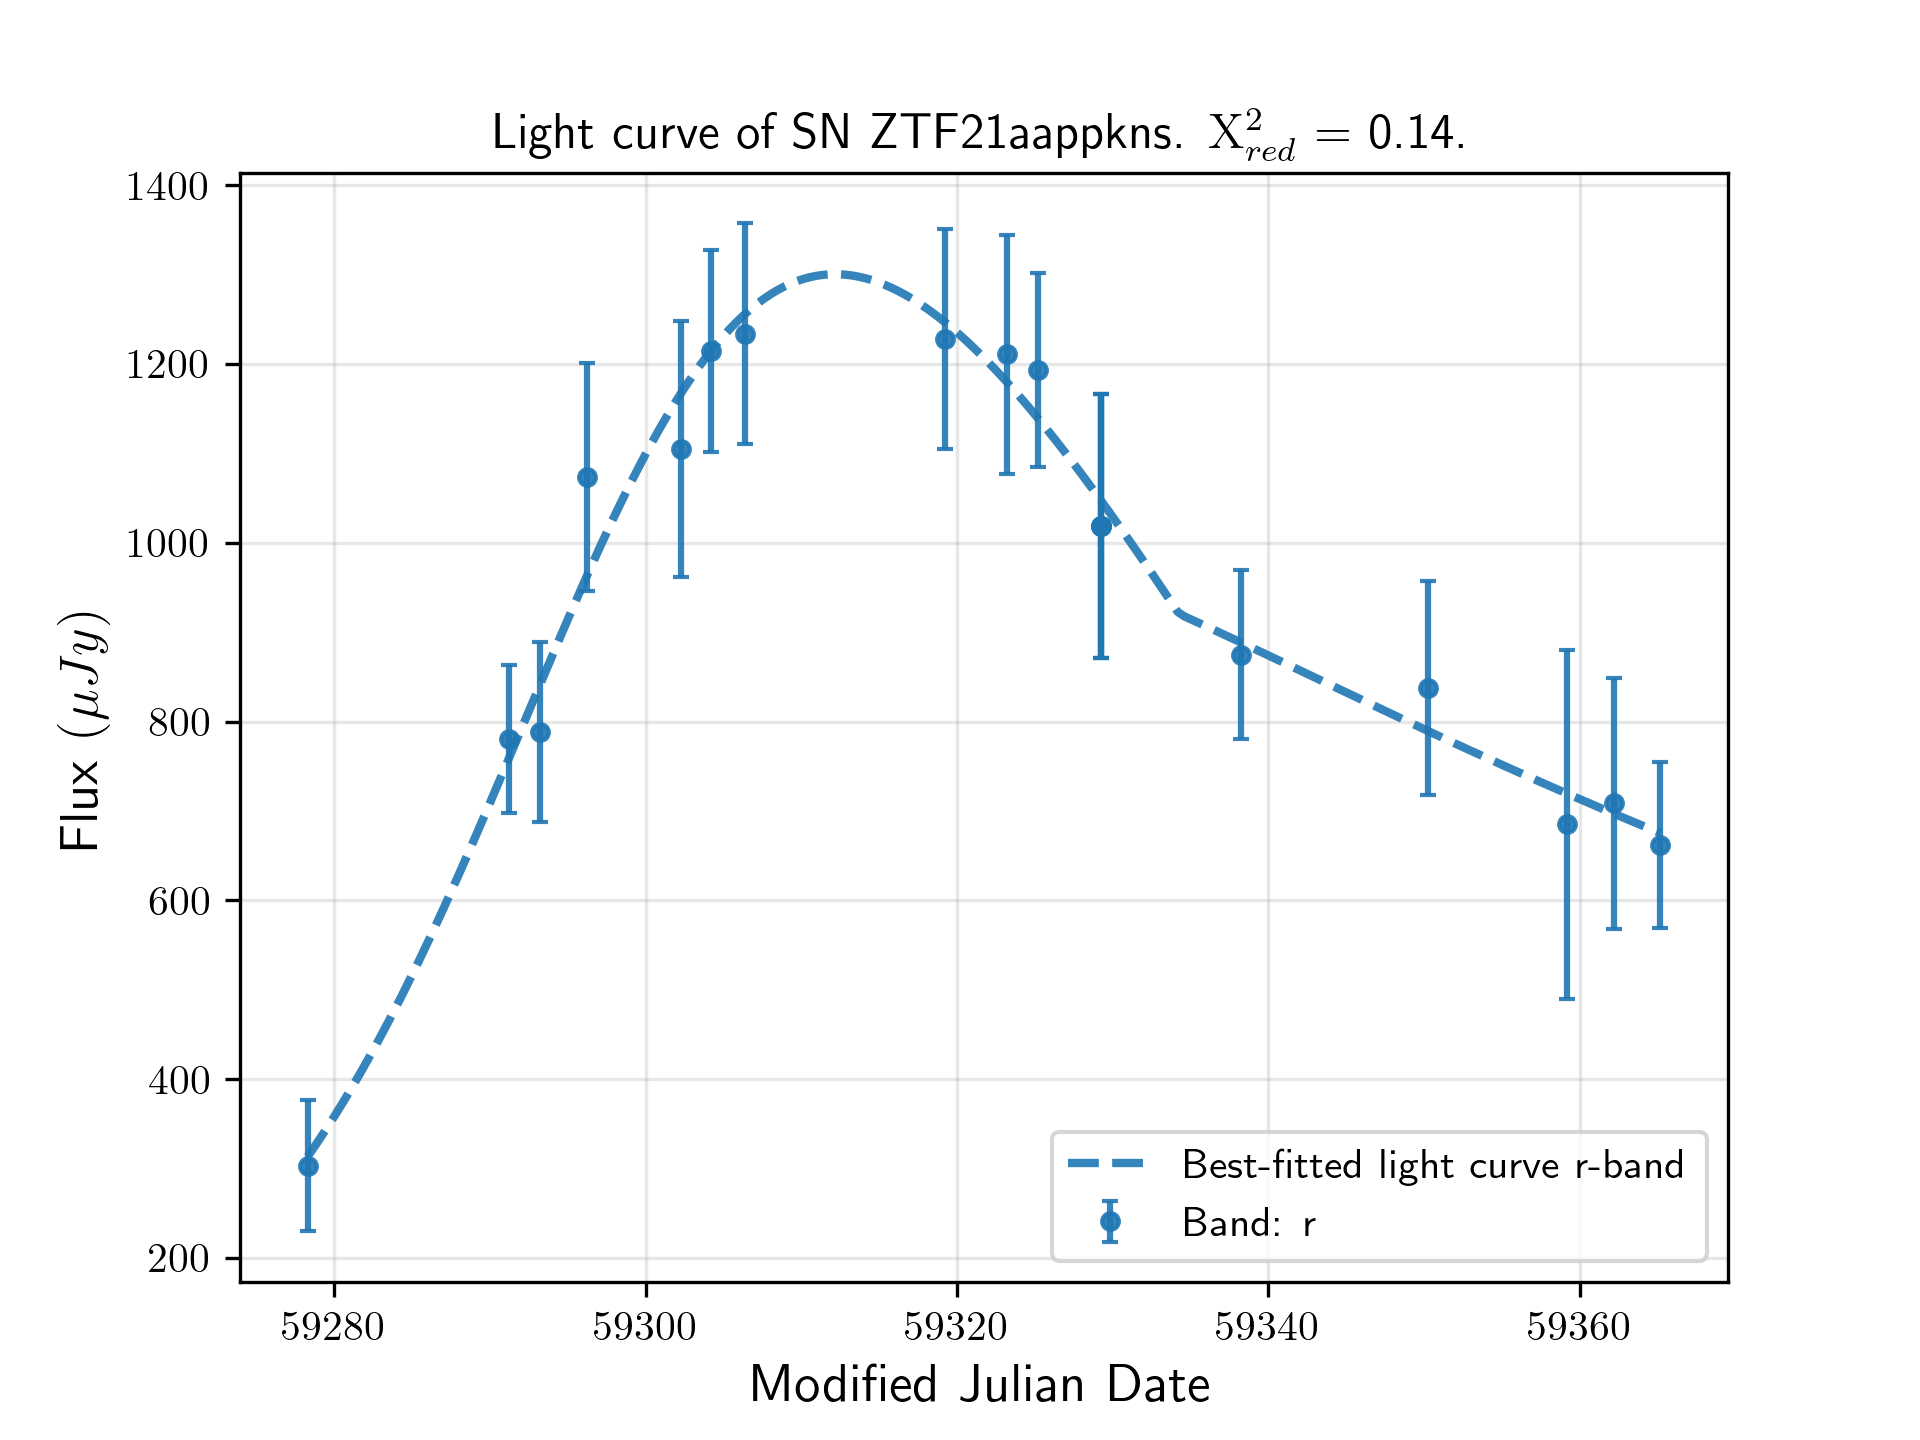 Light curve of SN ZTF21aappkns. X²_red = 0.14.
1400
1200
1000
800
600
400
200
Flux (μJy)
59280 59300 59320 59340 59360
Modified Julian Date
Best-fitted light curve r-band
Band: r